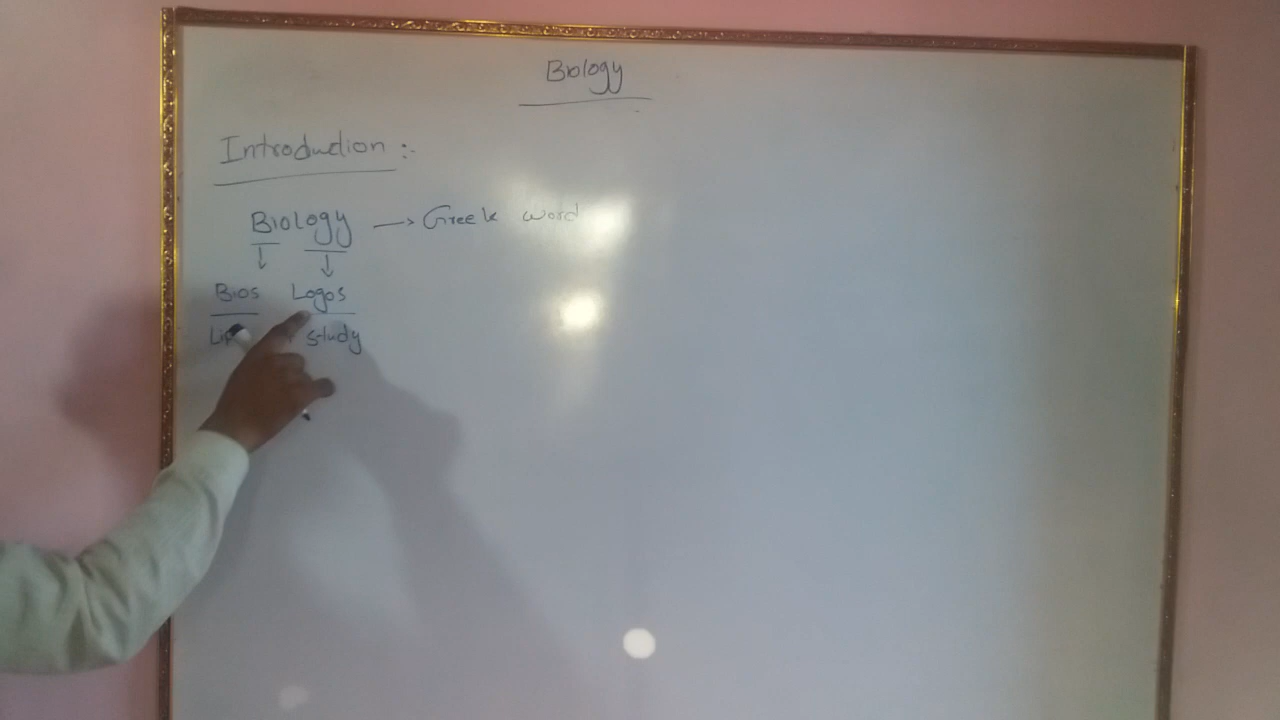 Biology
Introduction :-
Biology → Greek word
Bios Logos
study